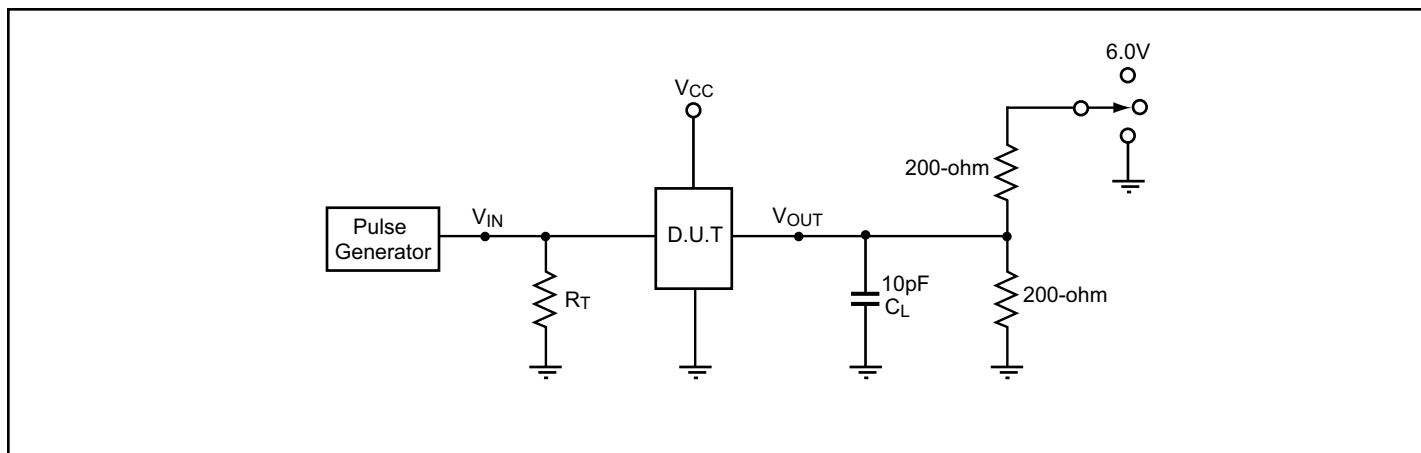 6.0V
VCC
200-ohm
Pulse
Generator
VIN
D.U.T
VOUT
RT
10pF
CL
200-ohm